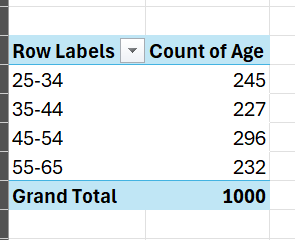 Row Labels Count of Age
25-34 245
35-44 227
45-54 296
55-65 232
Grand Total 1000